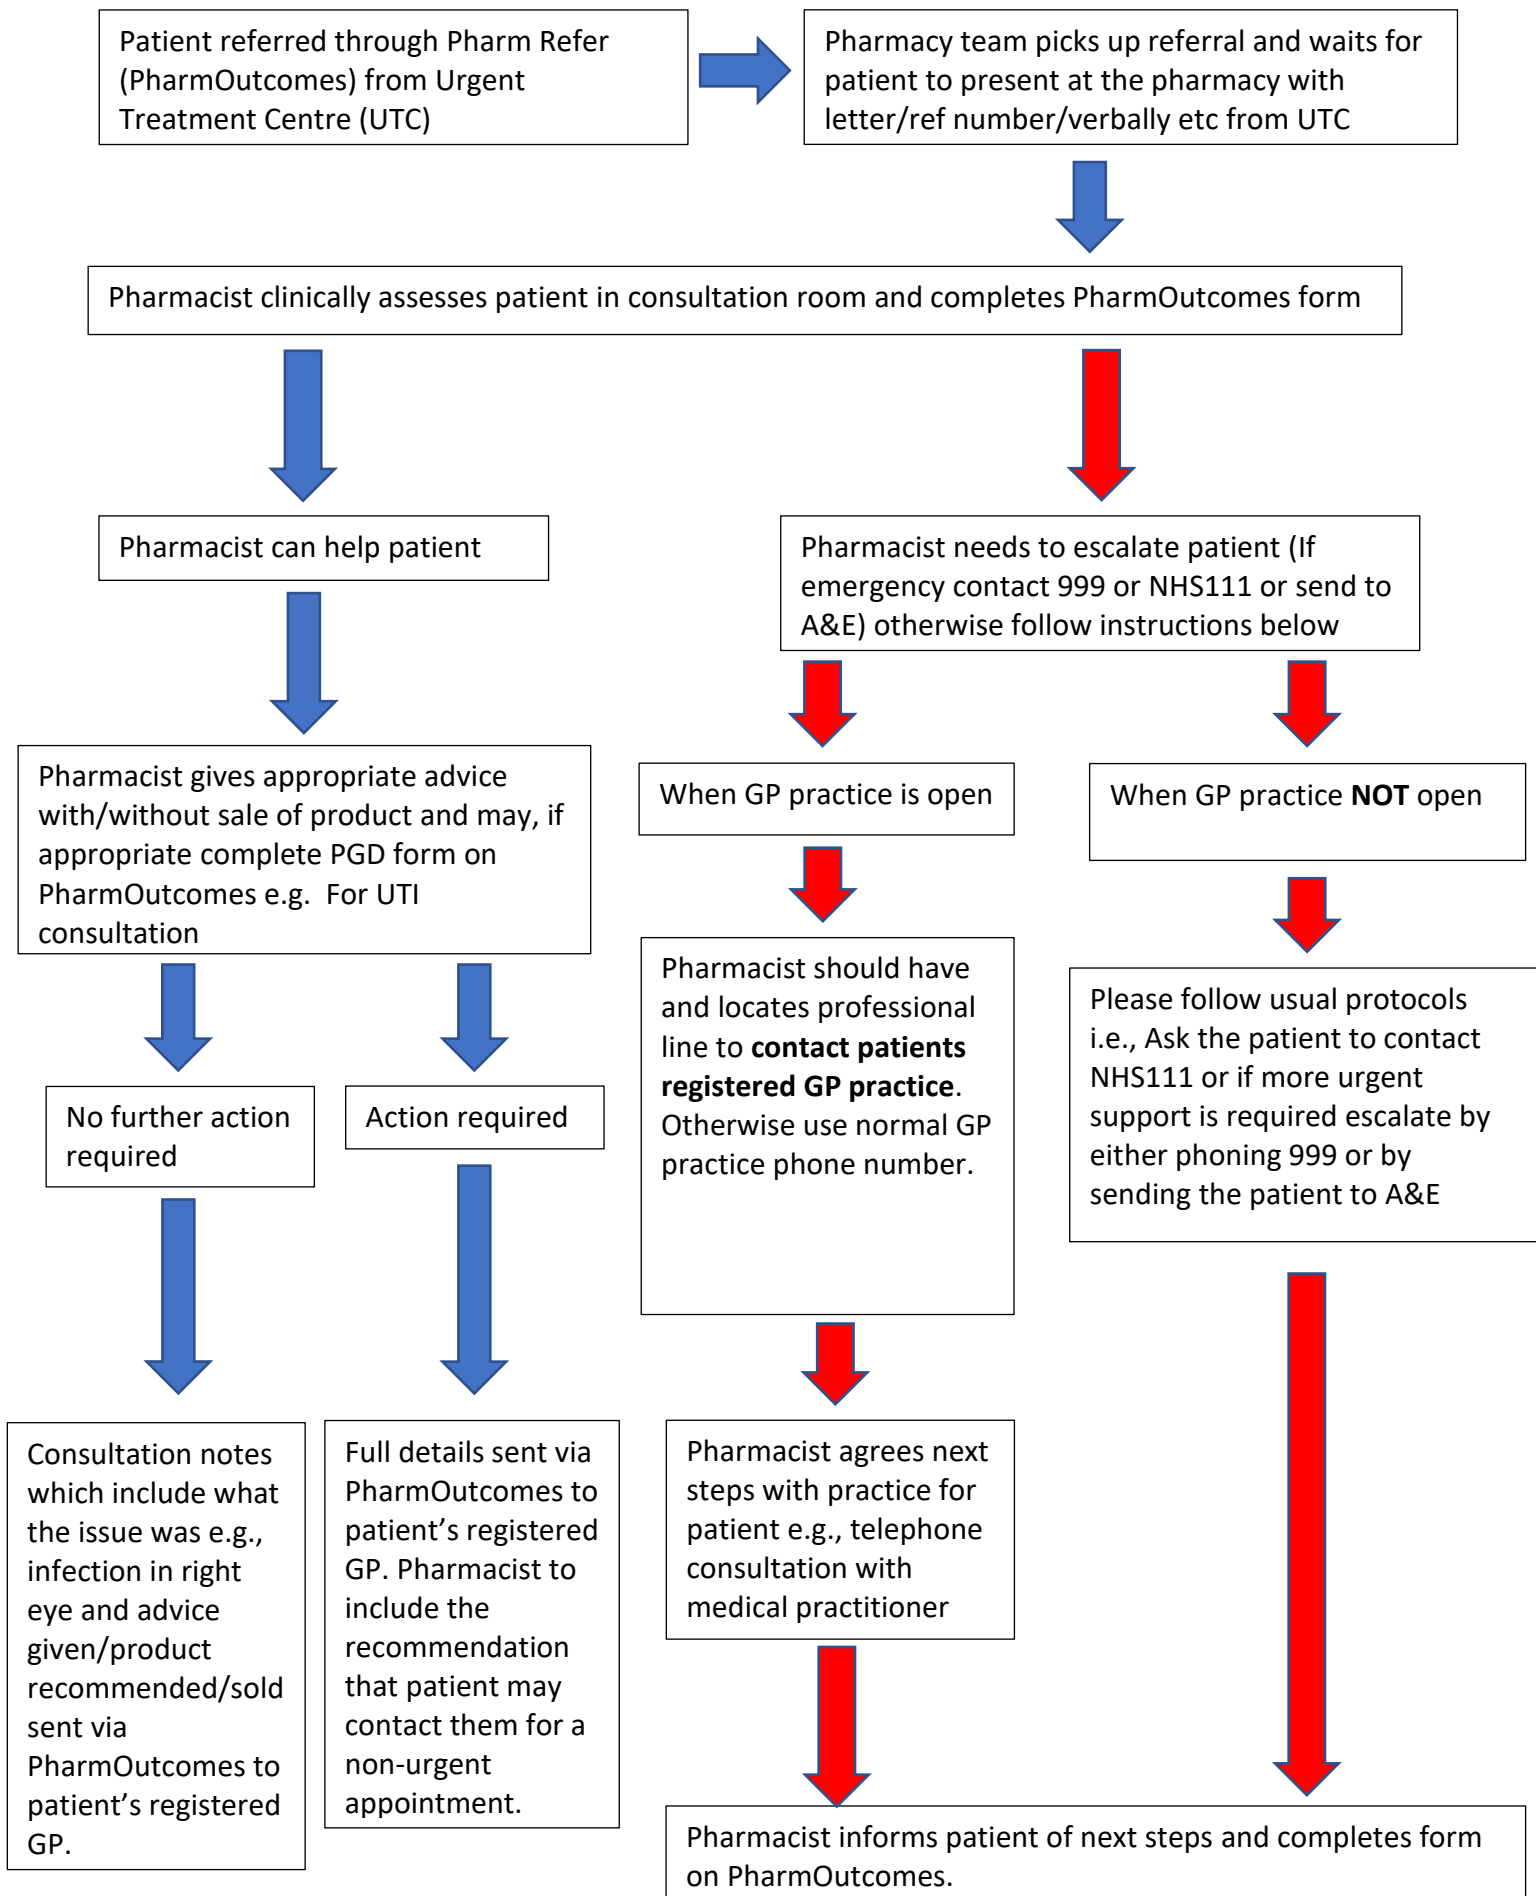 Patient referred through Pharm Refer
(PharmOutcomes) from Urgent
Treatment Centre (UTC)
Pharmacy team picks up referral and waits for
patient to present at the pharmacy with
letter/ref number/verbally etc from UTC
Pharmacist clinically assesses patient in consultation room and completes PharmOutcomes form
Pharmacist can help patient
Pharmacist needs to escalate patient (If
emergency contact 999 or NHS111 or send to
A&E) otherwise follow instructions below
Pharmacist gives appropriate advice
with/without sale of product and may, if
appropriate complete PGD form on
PharmOutcomes e.g. For UTI
consultation
When GP practice is open
When GP practice NOT open
Pharmacist should have
and locates professional
line to contact patients
registered GP practice.
Otherwise use normal GP
practice phone number.
Please follow usual protocols
i.e., Ask the patient to contact
NHS111 or if more urgent
support is required escalate by
either phoning 999 or by
sending the patient to A&E
No further action
required
Action required
Consultation notes
which include what
the issue was e.g.,
infection in right
eye and advice
given/product
recommended/sold
sent via
PharmOutcomes to
patient’s registered
GP.
Full details sent via
PharmOutcomes to
patient’s registered
GP. Pharmacist to
include the
recommendation
that patient may
contact them for a
non-urgent
appointment.
Pharmacist agrees next
steps with practice for
patient e.g., telephone
consultation with
medical practitioner
Pharmacist informs patient of next steps and completes form
on PharmOutcomes.